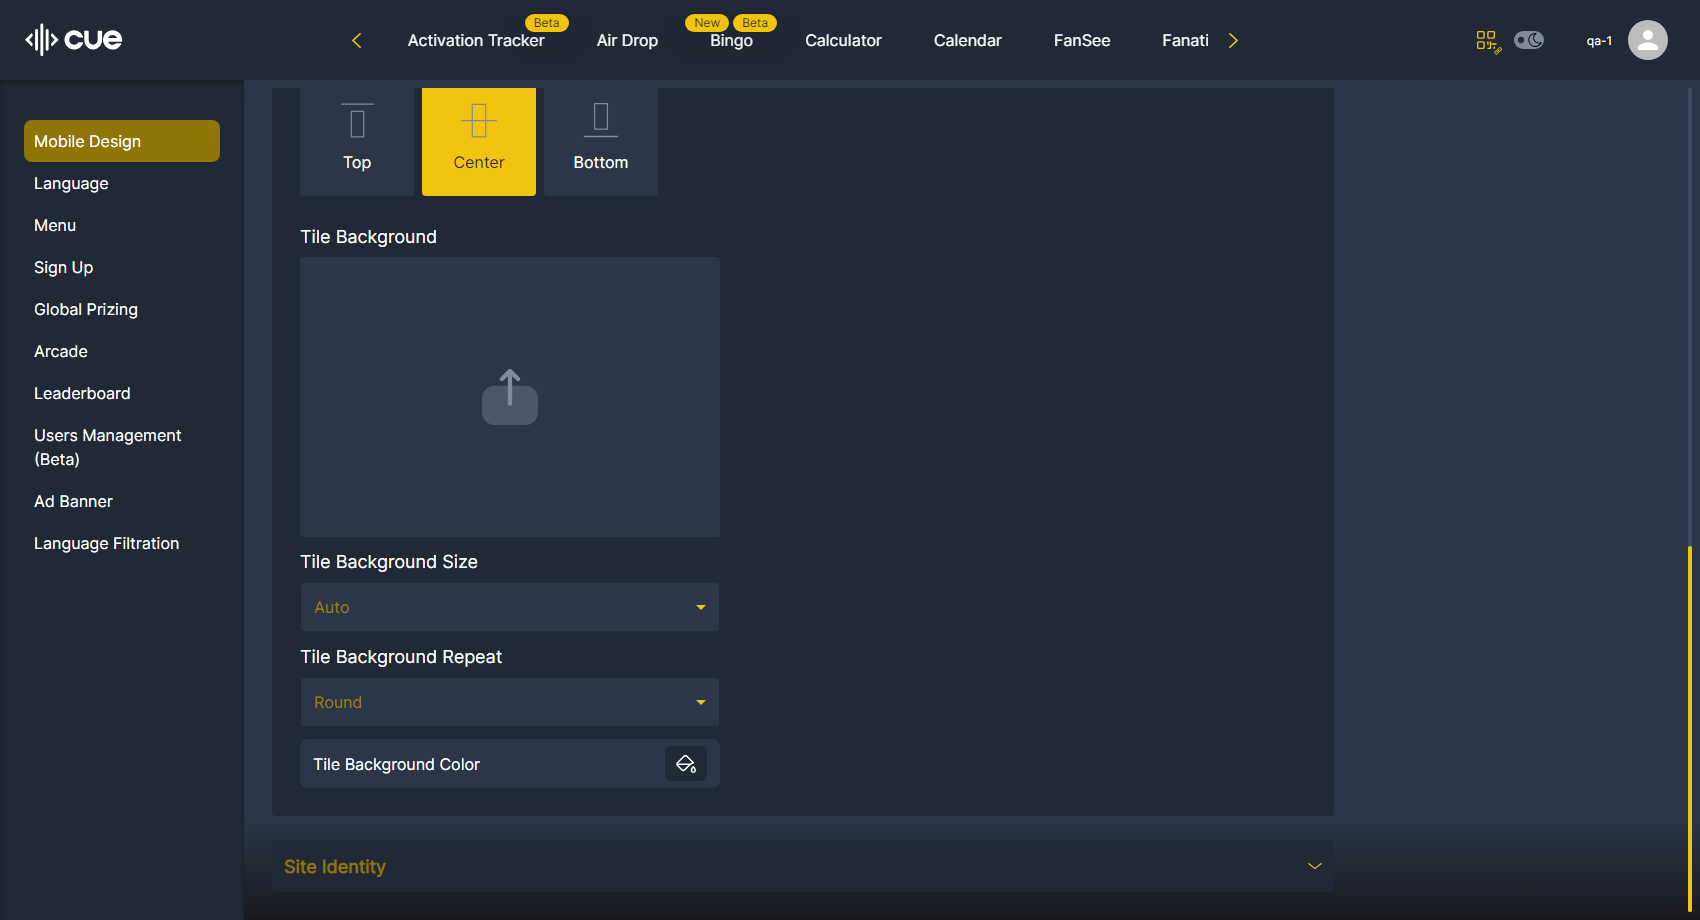 cue
Beta
New
Beta
Activation Tracker
Air Drop
Bingo
Calculator
Calendar
FanSee
Fanati
qa-1
Mobile Design
Language
Menu
Sign Up
Global Prizing
Arcade
Leaderboard
Users Management
(Beta)
Ad Banner
Language Filtration
Top
Center
Bottom
Tile Background
Tile Background Size
Auto
Tile Background Repeat
Round
Tile Background Color
Site Identity